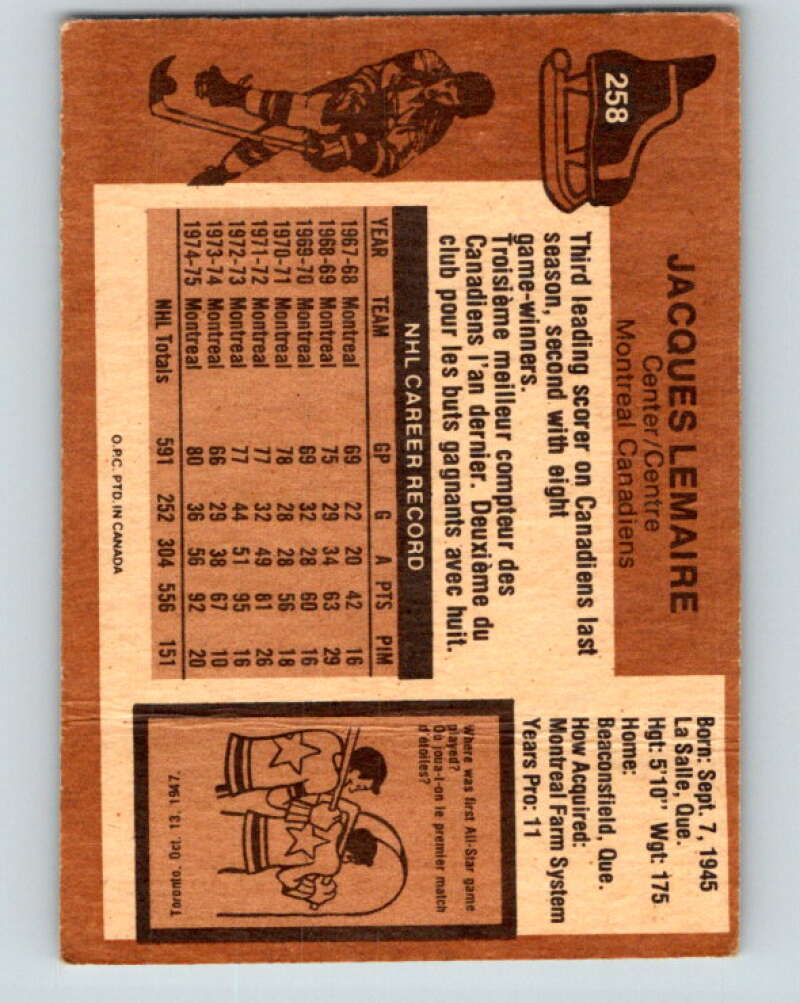 258
JACQUES LEMAIRE
Center/Centre
Montreal Canadiens
Born: Sept. 7, 1945
La Salle, Que.
Hgt: 5'10" Wgt: 175
Home:
Beaconsfield, Que.
How Acquired:
Montreal Farm System
Years Pro: 11
Third leading scorer on Canadiens last
season, second with eight
game-winners.
Troisième meilleur compteur des
Canadiens l'an dernier. Deuxième du
club pour les buts gagnants avec huit.
NHL CAREER RECORD
YEAR TEAM GP G A PTS PIM
1967-68 Montreal 69 22 20 42 16
1968-69 Montreal 75 29 34 63 29
1969-70 Montreal 69 32 28 60 16
1970-71 Montreal 78 28 28 56 18
1971-72 Montreal 77 32 49 81 26
1972-73 Montreal 77 44 51 95 16
1973-74 Montreal 66 29 38 67 10
1974-75 Montreal 80 36 56 92 20
NHL Totals 591 252 304 556 151
Where was first All-Star game
played?
Où joua-t-on le premier match
d'étoiles?
Toronto, 13 Oct. 1947.
O.P.C. PTD. IN CANADA